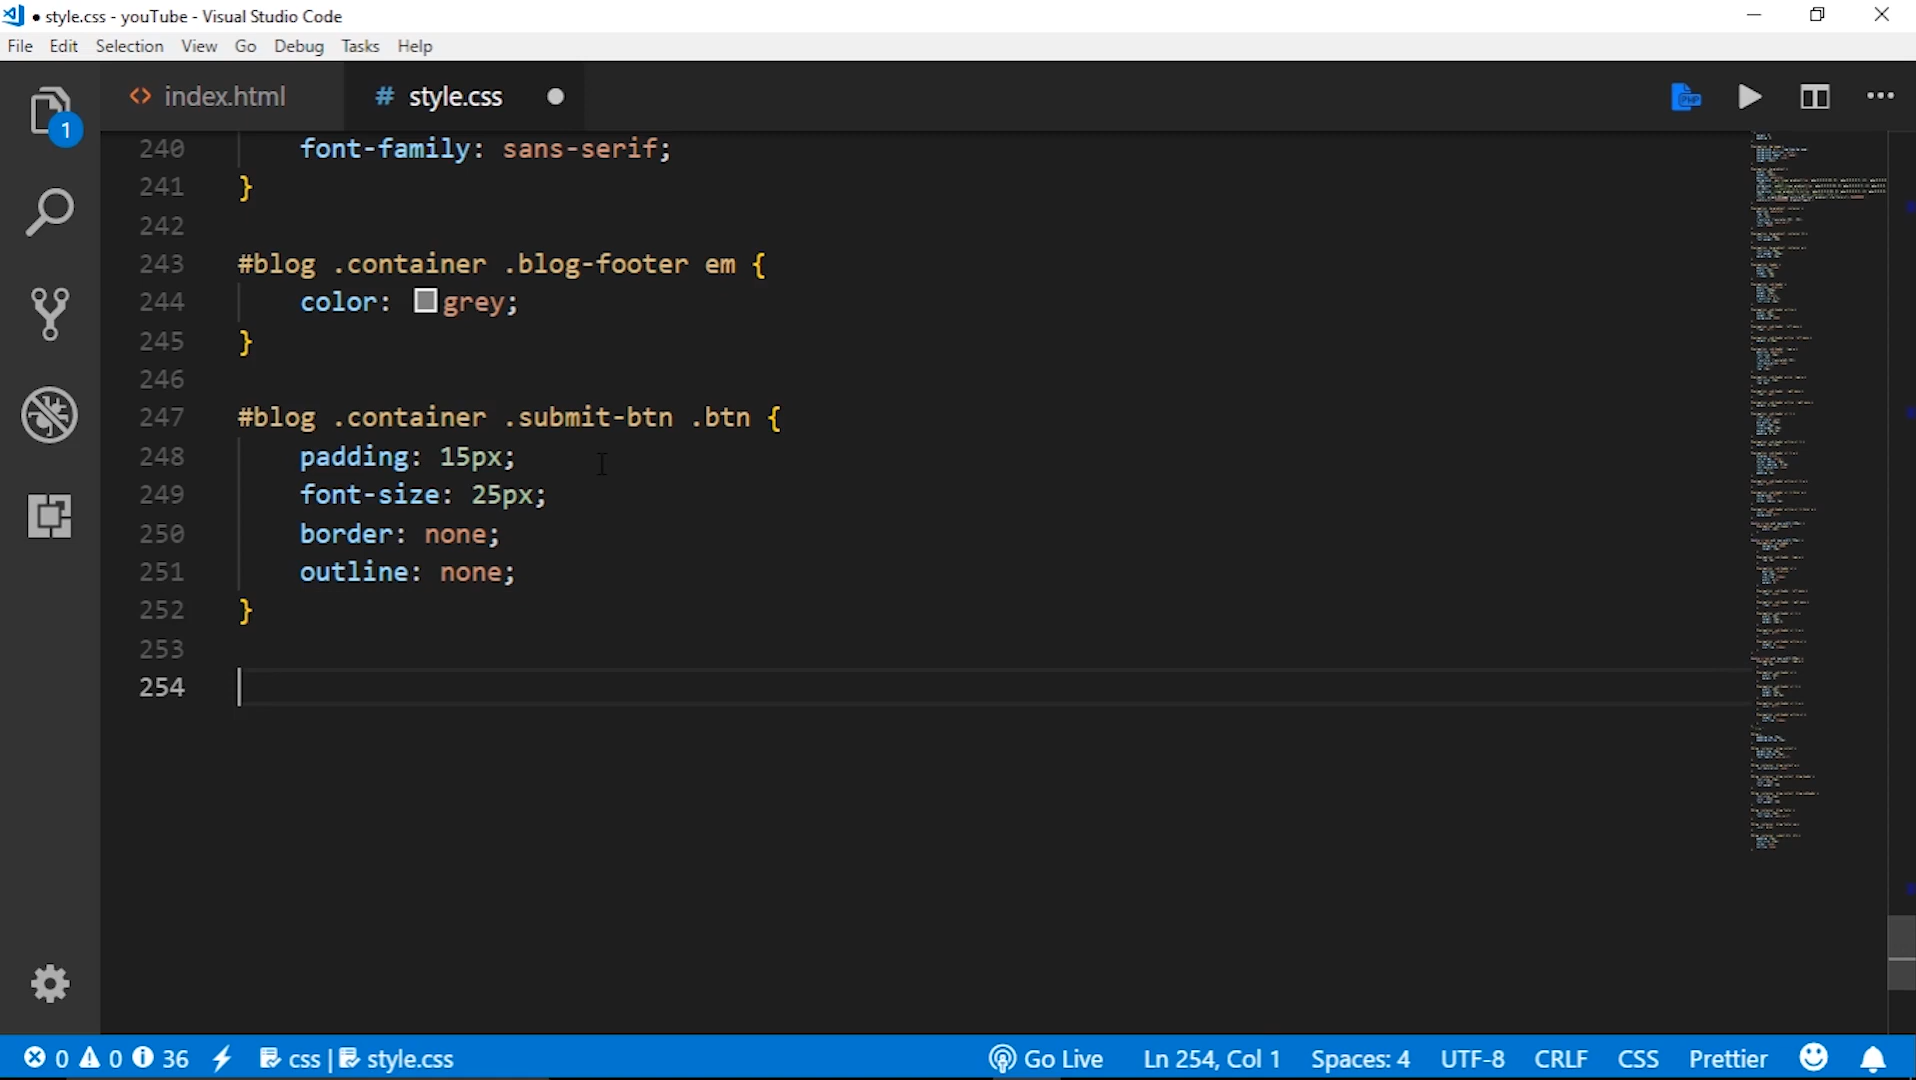 ● style.css - youTube - Visual Studio Code
File Edit Selection View Go Debug Tasks Help
<> index.html # style.css ●
PHP
1
240 font-family: sans-serif;
241 }
242
243 #blog .container .blog-footer em {
244 color: grey;
245 }
246
247 #blog .container .submit-btn .btn {
248 padding: 15px;
249 font-size: 25px;
250 border: none;
251 outline: none;
252 }
253
254
0 0 36 css | style.css Go Live Ln 254, Col 1 Spaces: 4 UTF-8 CRLF CSS Prettier